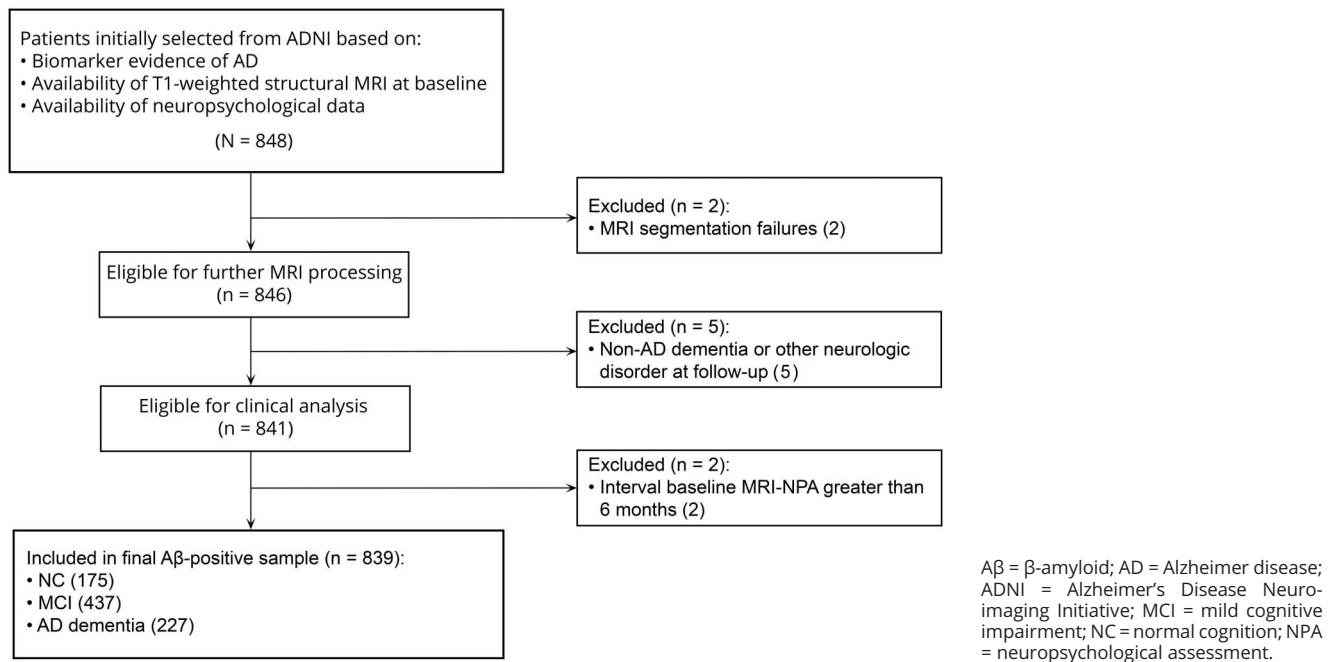 Patients initially selected from ADNI based on:
• Biomarker evidence of AD
• Availability of T1-weighted structural MRI at baseline
• Availability of neuropsychological data
(N = 848)
Excluded (n = 2):
• MRI segmentation failures (2)
Eligible for further MRI processing
(n = 846)
Excluded (n = 5):
• Non-AD dementia or other neurologic
disorder at follow-up (5)
Eligible for clinical analysis
(n = 841)
Excluded (n = 2):
• Interval baseline MRI-NPA greater than
6 months (2)
Included in final Aβ-positive sample (n = 839):
• NC (175)
• MCI (437)
• AD dementia (227)
Aβ = β-amyloid; AD = Alzheimer disease;
ADNI = Alzheimer's Disease Neuro-
imaging Initiative; MCI = mild cognitive
impairment; NC = normal cognition; NPA
= neuropsychological assessment.